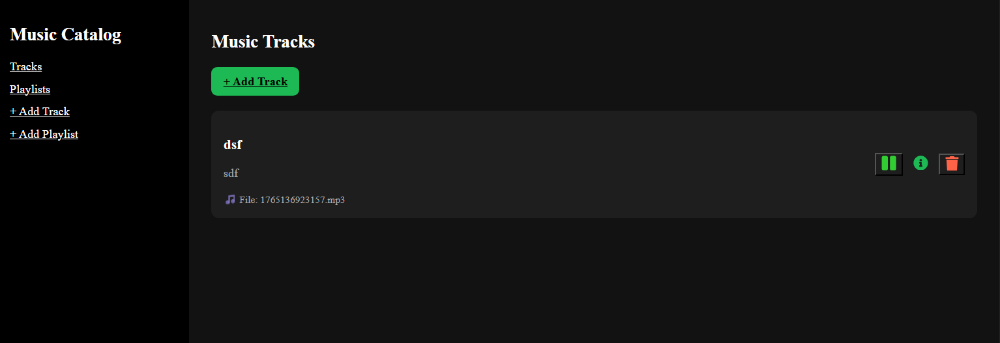 Music Catalog
Tracks
Playlists
+ Add Track
+ Add Playlist
Music Tracks
+ Add Track
dsf
sdf
🎵 File: 1765136923157.mp3